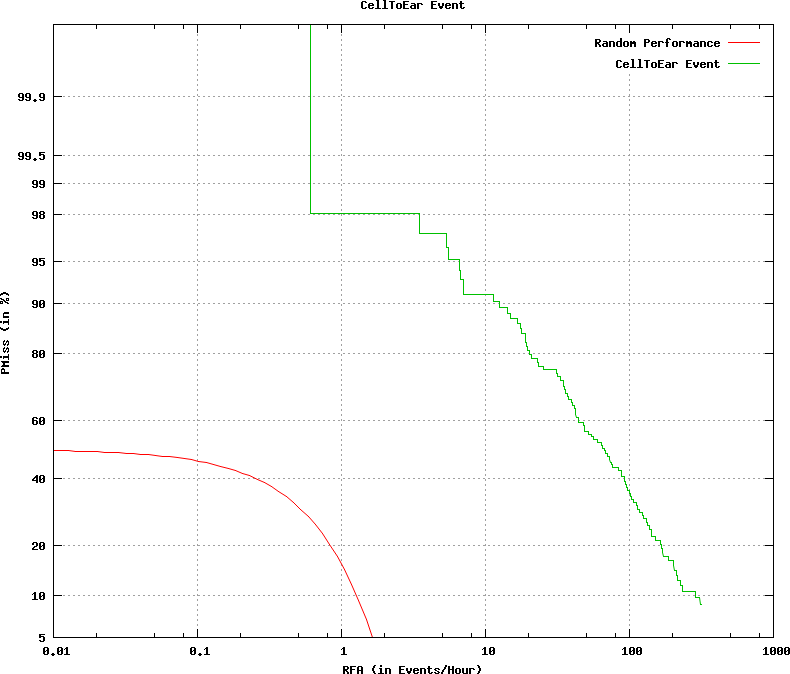 CellToEar Event
Random Performance
CellToEar Event
99.9
99.5
99
98
95
90
80
60
40
20
10
5
PMiss (in %)
0.01 0.1 1 10 100 1000
RFA (in Events/Hour)